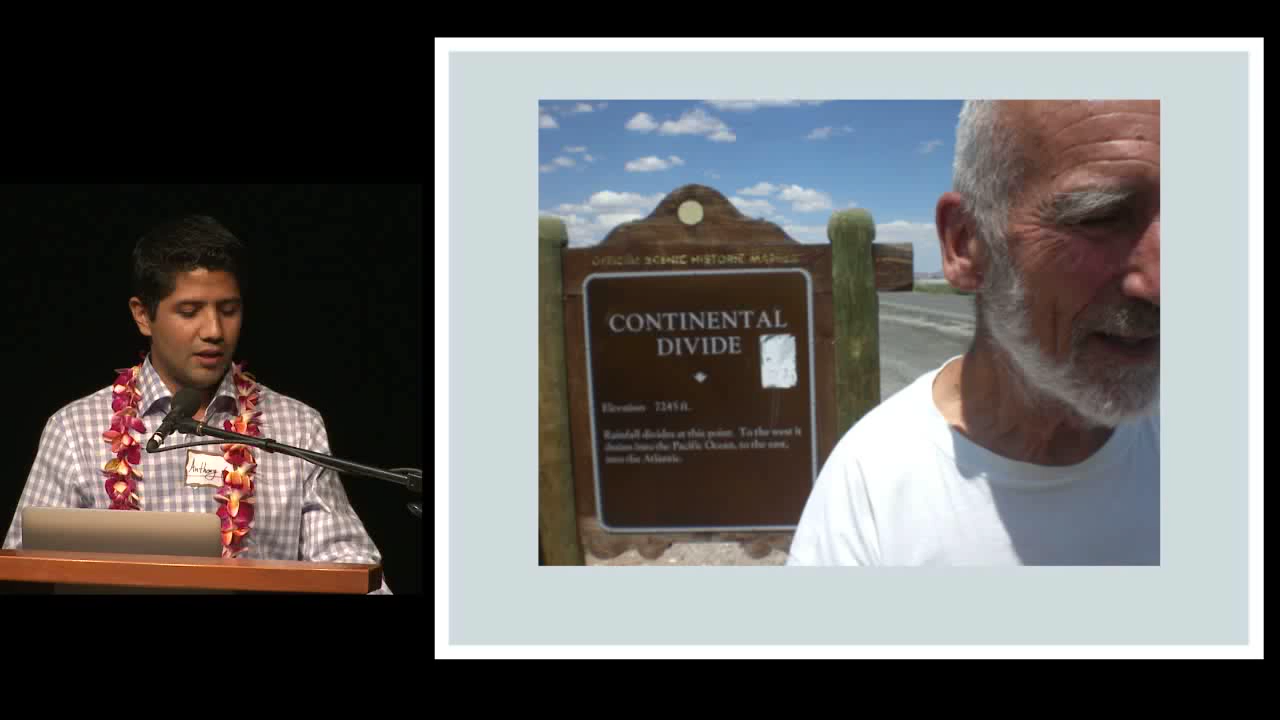 Anthony
OFFICIAL SCENIC HISTORIC MARKER
CONTINENTAL
DIVIDE
Elevation 7245 ft.
Rainfall divides at this point. To the west it
drains into the Pacific Ocean, to the east,
into the Atlantic.